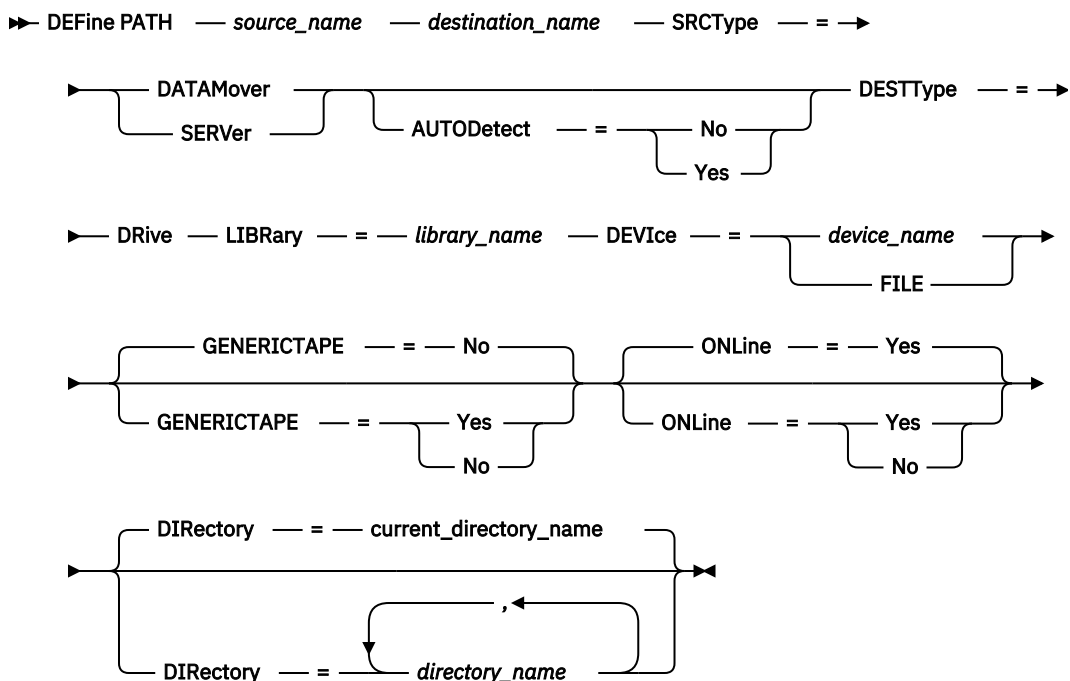 DEFine PATH source_name destination_name SRCType =
DATAMover DESTType =
SERVer AUTODetect = No
Yes
DRive LIBRary = library_name DEVIce = device_name
FILE
GENERICTAPE = No ONLine = Yes
GENERICTAPE = Yes ONLine = Yes
No No
DIRectory = current_directory_name
,
DIRectory = directory_name